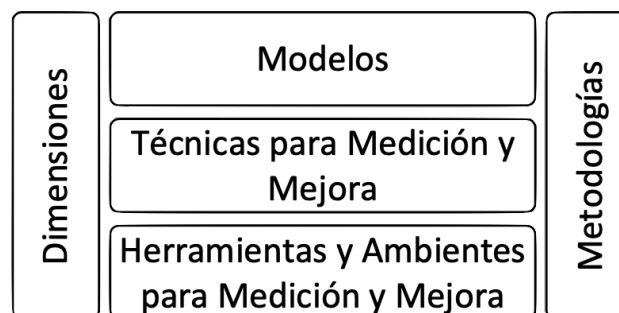 Dimensiones
Modelos
Técnicas para Medición y
Mejora
Herramientas y Ambientes
para Medición y Mejora
Metodologías